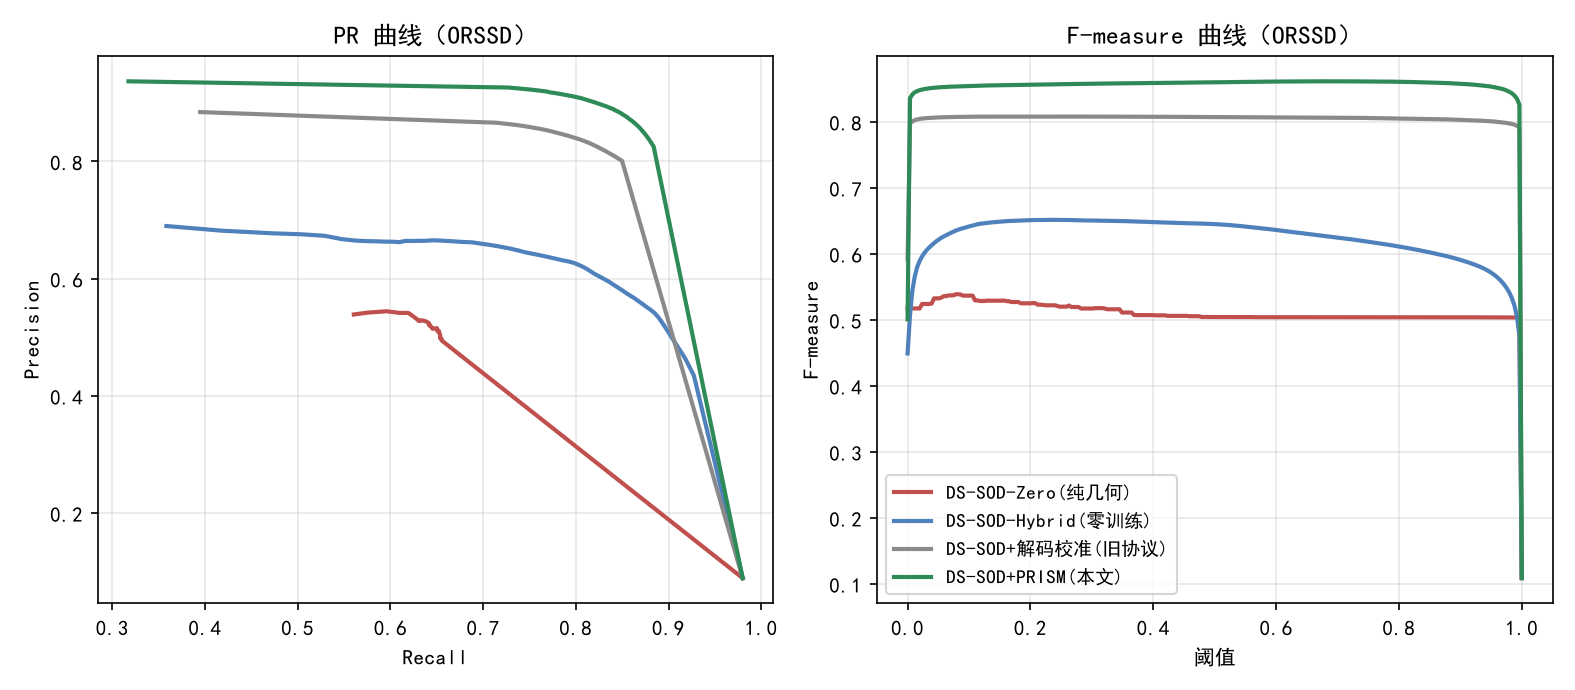 PR 曲线（ORSSD）
Precision
0.8
0.6
0.4
0.2
0.3 0.4 0.5 0.6 0.7 0.8 0.9 1.0
Recall
F-measure 曲线（ORSSD）
F-measure
0.8
0.7
0.6
0.5
0.4
0.3
0.2
0.1
DS-SOD-Zero(纯几何)
DS-SOD-Hybrid(零训练)
DS-SOD+解码校准(旧协议)
DS-SOD+PRISM(本文)
0.0 0.2 0.4 0.6 0.8 1.0
阈值